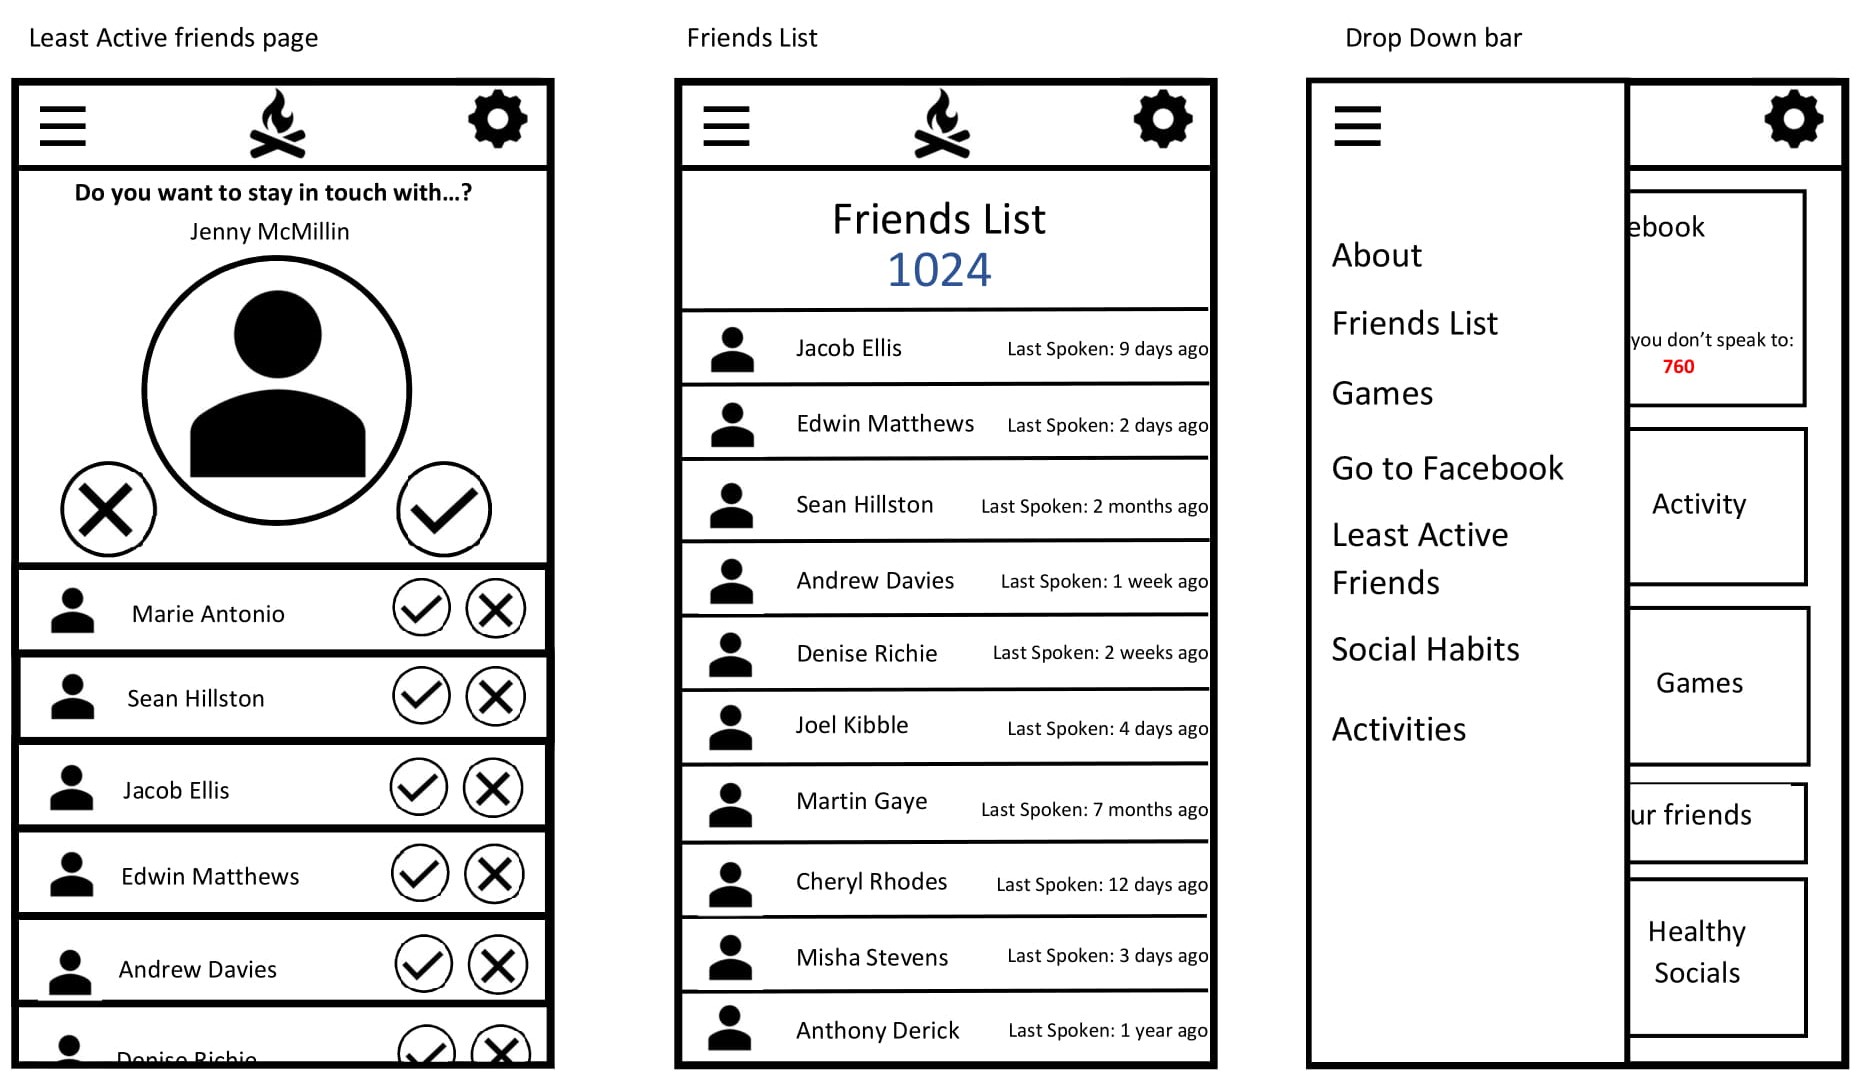 Least Active friends page
Do you want to stay in touch with...?
Jenny McMillin
Marie Antonio
Sean Hillston
Jacob Ellis
Edwin Matthews
Andrew Davies
Denise Richie
Friends List
Friends List
1024
Jacob Ellis Last Spoken: 9 days ago
Edwin Matthews Last Spoken: 2 days ago
Sean Hillston Last Spoken: 2 months ago
Andrew Davies Last Spoken: 1 week ago
Denise Richie Last Spoken: 2 weeks ago
Joel Kibble Last Spoken: 4 days ago
Martin Gaye Last Spoken: 7 months ago
Cheryl Rhodes Last Spoken: 12 days ago
Misha Stevens Last Spoken: 3 days ago
Anthony Derick Last Spoken: 1 year ago
Drop Down bar
About
Friends List
Games
Go to Facebook
Least Active
Friends
Social Habits
Activities
ebook
you don't speak to:
760
Activity
Games
ur friends
Healthy
Socials